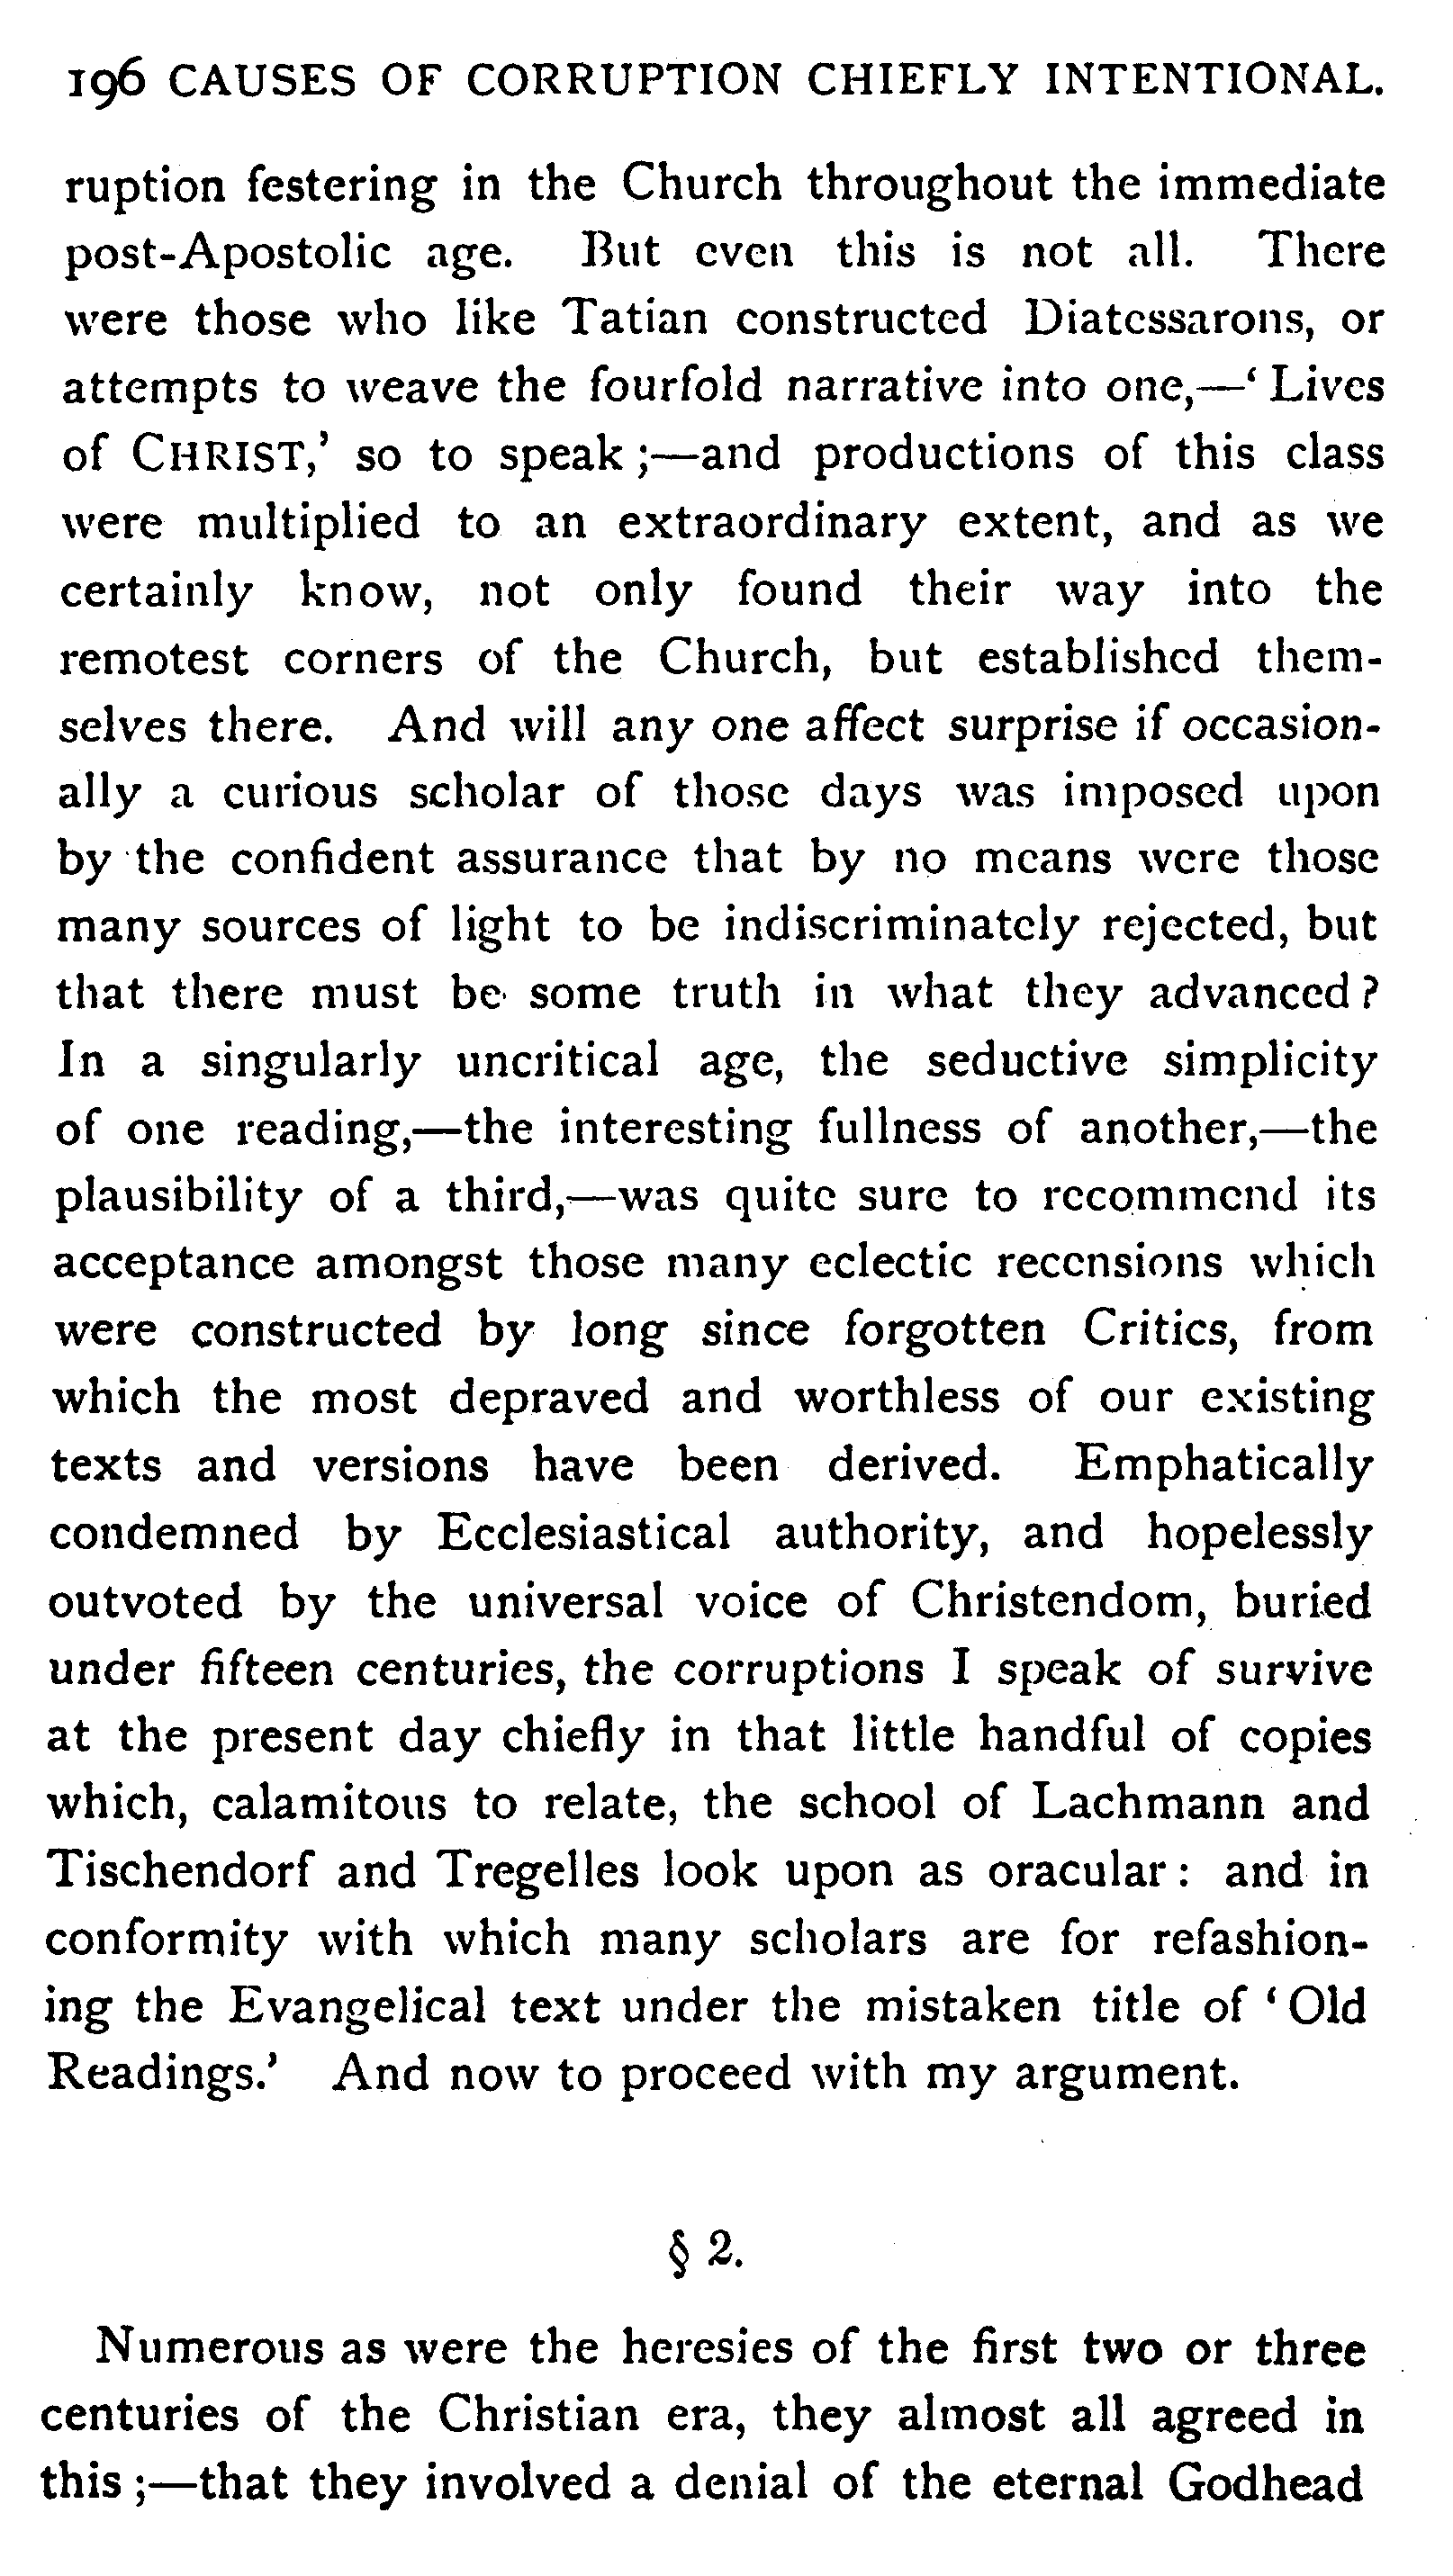 196 CAUSES OF CORRUPTION CHIEFLY INTENTIONAL.
ruption festering in the Church throughout the immediate
post-Apostolic age. But even this is not all. There
were those who like Tatian constructed Diatessarons, or
attempts to weave the fourfold narrative into one,—‘Lives
of CHRIST,’ so to speak;—and productions of this class
were multiplied to an extraordinary extent, and as we
certainly know, not only found their way into the
remotest corners of the Church, but established them-
selves there. And will any one affect surprise if occasion-
ally a curious scholar of those days was imposed upon
by the confident assurance that by no means were those
many sources of light to be indiscriminately rejected, but
that there must be some truth in what they advanced?
In a singularly uncritical age, the seductive simplicity
of one reading,—the interesting fullness of another,—the
plausibility of a third,—was quite sure to recommend its
acceptance amongst those many eclectic recensions which
were constructed by long since forgotten Critics, from
which the most depraved and worthless of our existing
texts and versions have been derived. Emphatically
condemned by Ecclesiastical authority, and hopelessly
outvoted by the universal voice of Christendom, buried
under fifteen centuries, the corruptions I speak of survive
at the present day chiefly in that little handful of copies
which, calamitous to relate, the school of Lachmann and
Tischendorf and Tregelles look upon as oracular: and in
conformity with which many scholars are for refashion-
ing the Evangelical text under the mistaken title of ‘Old
Readings.’ And now to proceed with my argument.
§ 2.
Numerous as were the heresies of the first two or three
centuries of the Christian era, they almost all agreed in
this;—that they involved a denial of the eternal Godhead